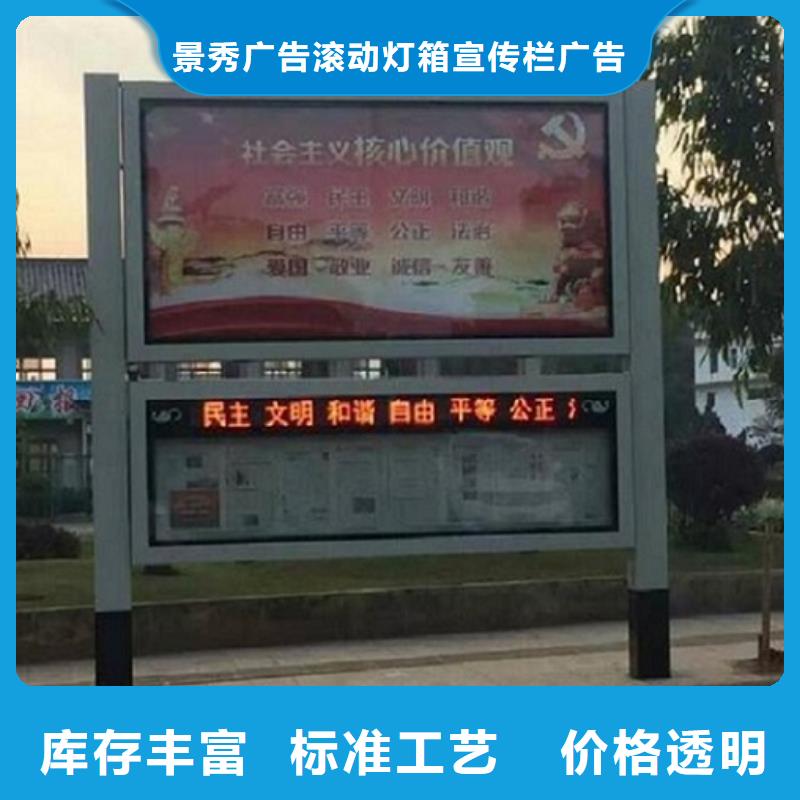 景秀广告滚动灯箱宣传栏广告
社会主义核心价值观
富强 民主 文明 和谐
自由 平等 公正 法治
爱国 敬业 诚信 友善
民主 文明 和谐 自由 平等 公正
库存丰富 标准工艺 价格透明